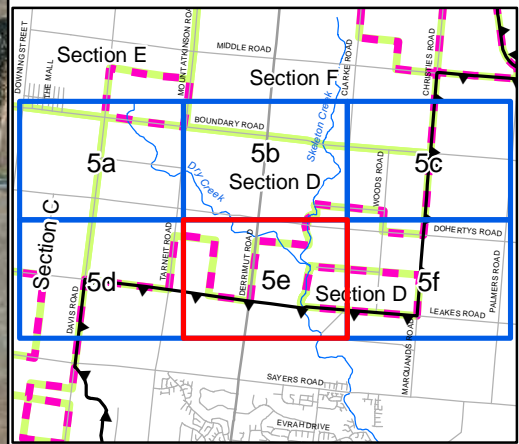 DOWNING STREET
THE MALL
Section E
MOUNT ATKINSON ROAD
MIDDLE ROAD
Section F
CLARKE ROAD
CHRISTIES ROAD
BOUNDARY ROAD
Skeleton Creek
5a
5b
5c
Dry Creek
Section D
WOODS ROAD
Section C
TARNEIT ROAD
DERRIMUT ROAD
DOHERTYS ROAD
5d
5e
5f
Section D
DAVIS ROAD
LEAKES ROAD
PALMERS ROAD
MARQUANDS ROAD
SAYERS ROAD
EVRAH DRIVE